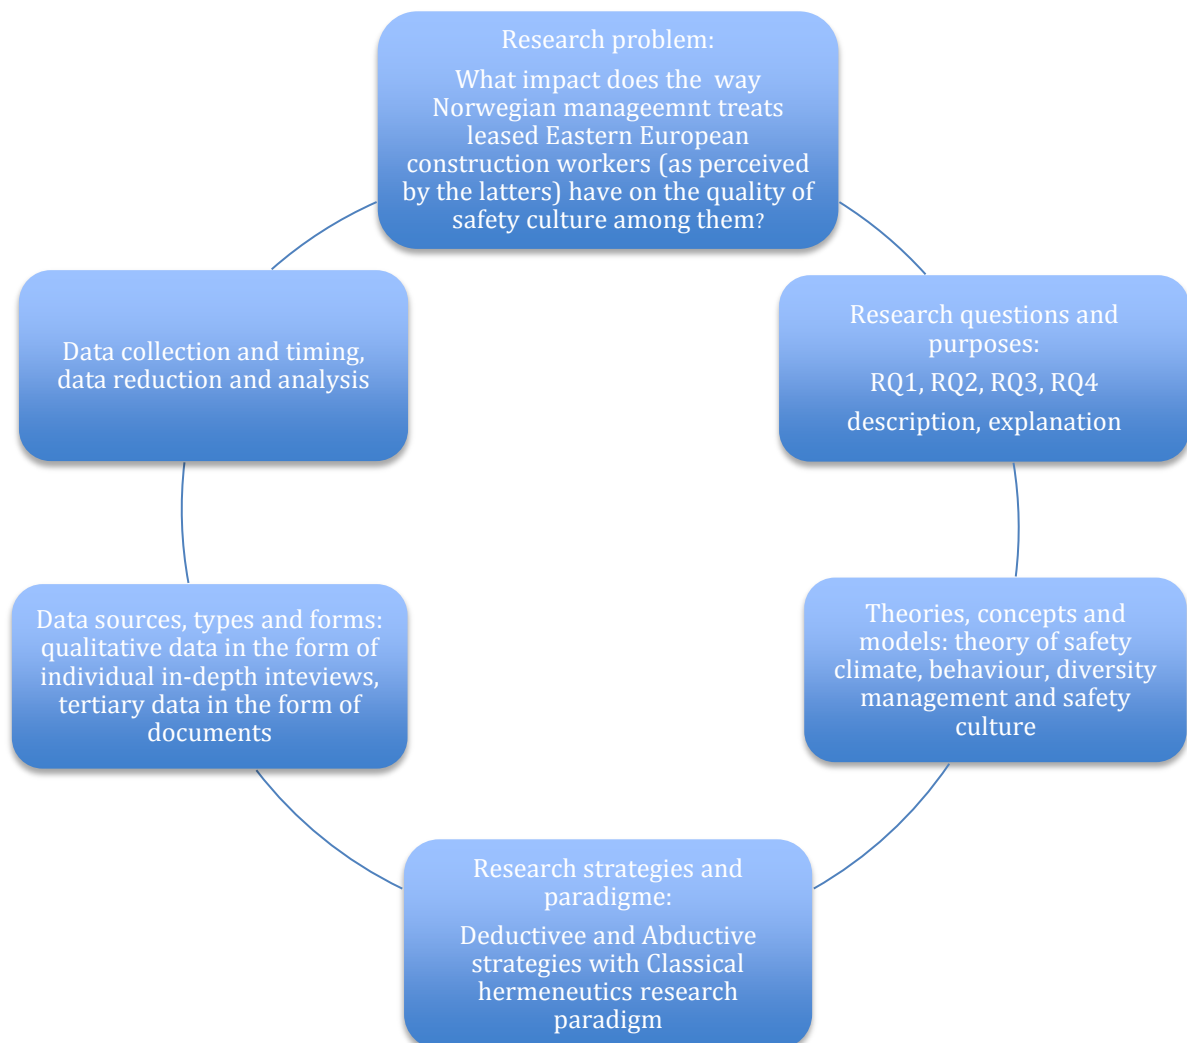 Research problem:
What impact does the way
Norwegian manageemnt treats
leased Eastern European
construction workers (as perceived
by the latters) have on the quality of
safety culture among them?
Research questions and
purposes:
RQ1, RQ2, RQ3, RQ4
description, explanation
Theories, concepts and
models: theory of safety
climate, behaviour, diversity
management and safety
culture
Research strategies and
paradigme:
Deductivee and Abductive
strategies with Classical
hermeneutics research
paradigm
Data sources, types and forms:
qualitative data in the form of
individual in-depth inteviews,
tertiary data in the form of
documents
Data collection and timing,
data reduction and analysis